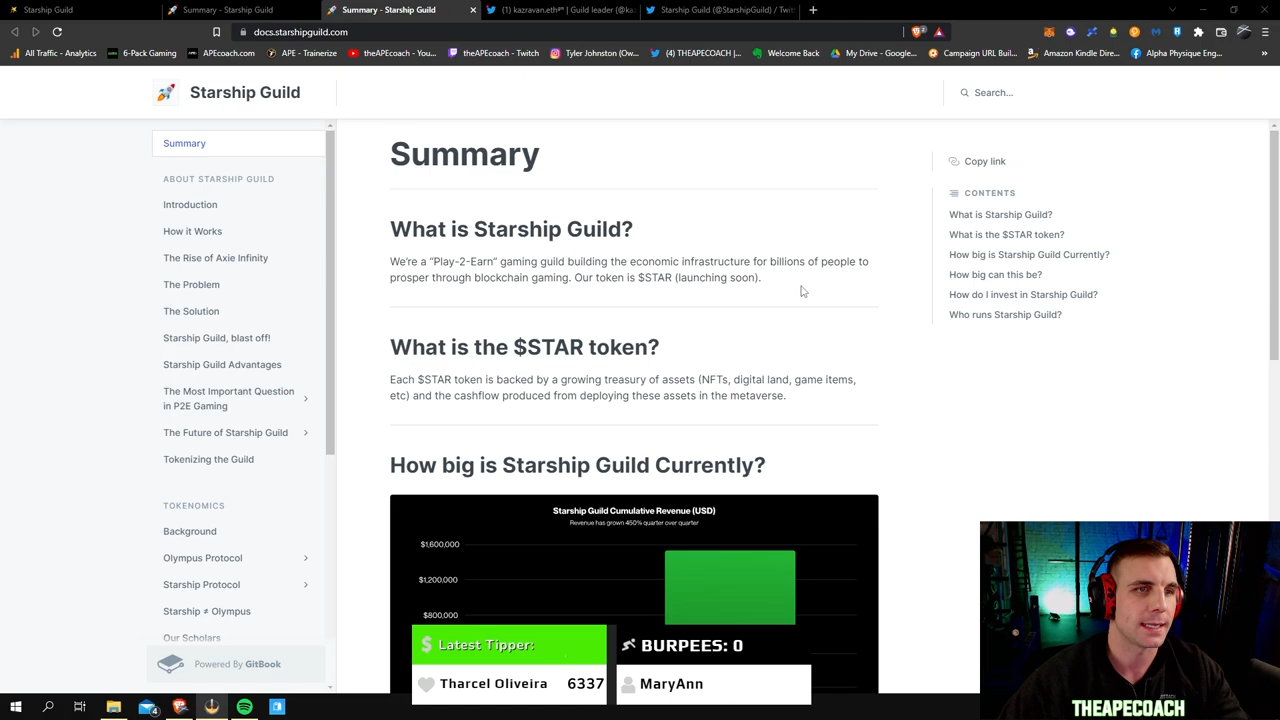 Starship Guild
Summary - Starship Guild
Summary - Starship Guild
(1) kazravan.eth* | Guild leader (@kaz
Starship Guild (@StarshipGuild) / Twitt
docs.starshipguild.com
All Traffic - Analytics
6-Pack Gaming
APEcoach.com
APE - Trainerize
theAPEcoach - You...
theAPEcoach - Twitch
Tyler Johnston (Ow...
(4) [THEAPECOACH]...
Welcome Back
My Drive - Google...
Campaign URL Buil...
Amazon Kindle Dire...
Alpha Physique Eng...
Starship Guild
Search...
Summary
ABOUT STARSHIP GUILD
Introduction
How it Works
The Rise of Axie Infinity
The Problem
The Solution
Starship Guild, blast off!
Starship Guild Advantages
The Most Important Question
in P2E Gaming
The Future of Starship Guild
Tokenizing the Guild
TOKENOMICS
Background
Olympus Protocol
Starship Protocol
Starship ≠ Olympus
Our Scholars
Powered By GitBook
Summary
What is Starship Guild?
We're a “Play-2-Earn” gaming guild building the economic infrastructure for billions of people to
prosper through blockchain gaming. Our token is $STAR (launching soon).
What is the $STAR token?
Each $STAR token is backed by a growing treasury of assets (NFTs, digital land, game items,
etc) and the cashflow produced from deploying these assets in the metaverse.
How big is Starship Guild Currently?
Starship Guild Cumulative Revenue (USD)
Revenue has grown 450% quarter over quarter
$1,600,000
$1,200,000
$800,000
Copy link
CONTENTS
What is Starship Guild?
What is the $STAR token?
How big is Starship Guild Currently?
How big can this be?
How do I invest in Starship Guild?
Who runs Starship Guild?
$ Latest Tipper:
Tharcel Oliveira 6337
BURPEES: 0
MaryAnn
THEAPECOACH